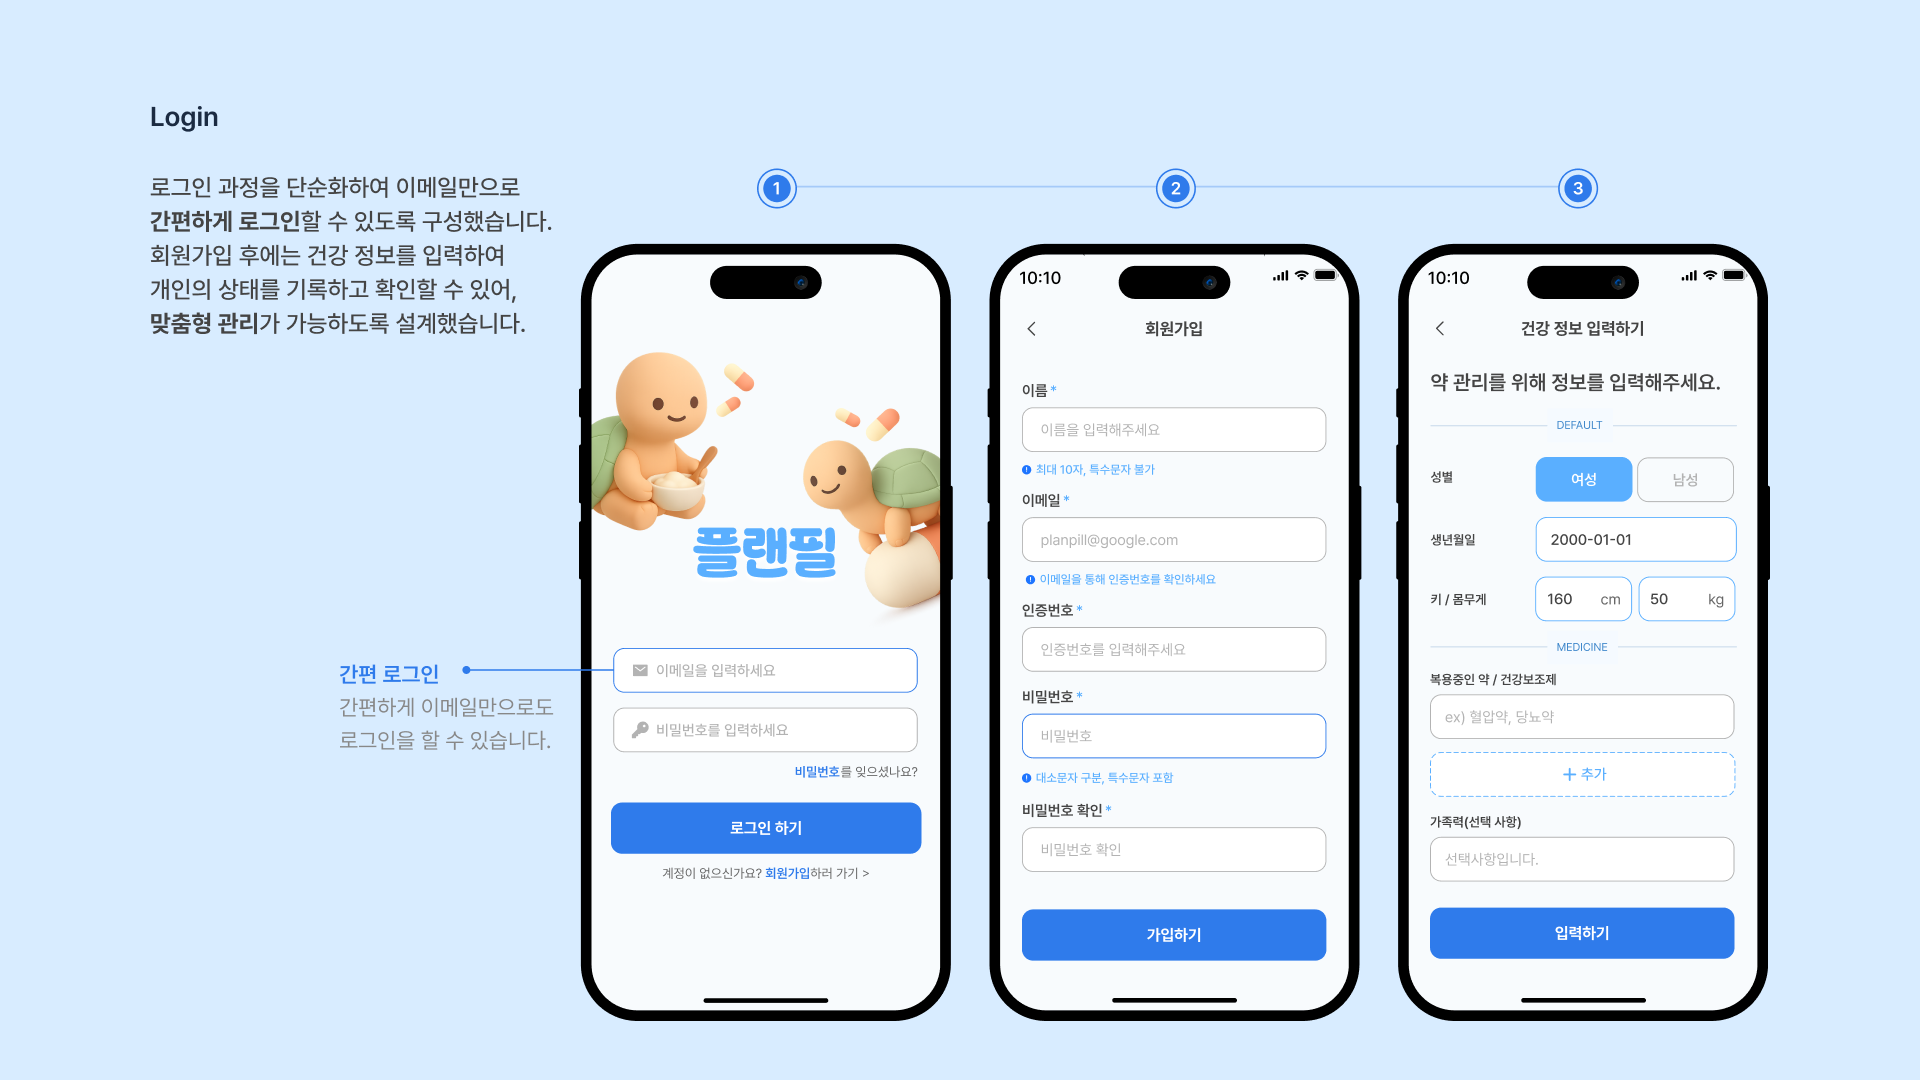 Login
로그인 과정을 단순화하여 이메일만으로
간편하게 로그인할 수 있도록 구성했습니다.
회원가입 후에는 건강 정보를 입력하여
개인의 상태를 기록하고 확인할 수 있어,
맞춤형 관리가 가능하도록 설계했습니다.
1
2
3
간편 로그인
간편하게 이메일만으로도
로그인을 할 수 있습니다.
플랜필
이메일을 입력하세요
비밀번호를 입력하세요
비밀번호를 잊으셨나요?
로그인 하기
계정이 없으신가요? 회원가입하러 가기 >
10:10
회원가입
이름 *
이름을 입력해주세요
최대 10자, 특수문자 불가
이메일 *
planpill@google.com
이메일을 통해 인증번호를 확인하세요
인증번호 *
인증번호를 입력해주세요
비밀번호 *
비밀번호
대소문자 구분, 특수문자 포함
비밀번호 확인 *
비밀번호 확인
가입하기
10:10
건강 정보 입력하기
약 관리를 위해 정보를 입력해주세요.
DEFAULT
성별 여성 남성
생년월일 2000-01-01
키 / 몸무게 160 cm 50 kg
MEDICINE
복용중인 약 / 건강보조제
ex) 혈압약, 당뇨약
+ 추가
가족력(선택 사항)
선택사항입니다.
입력하기